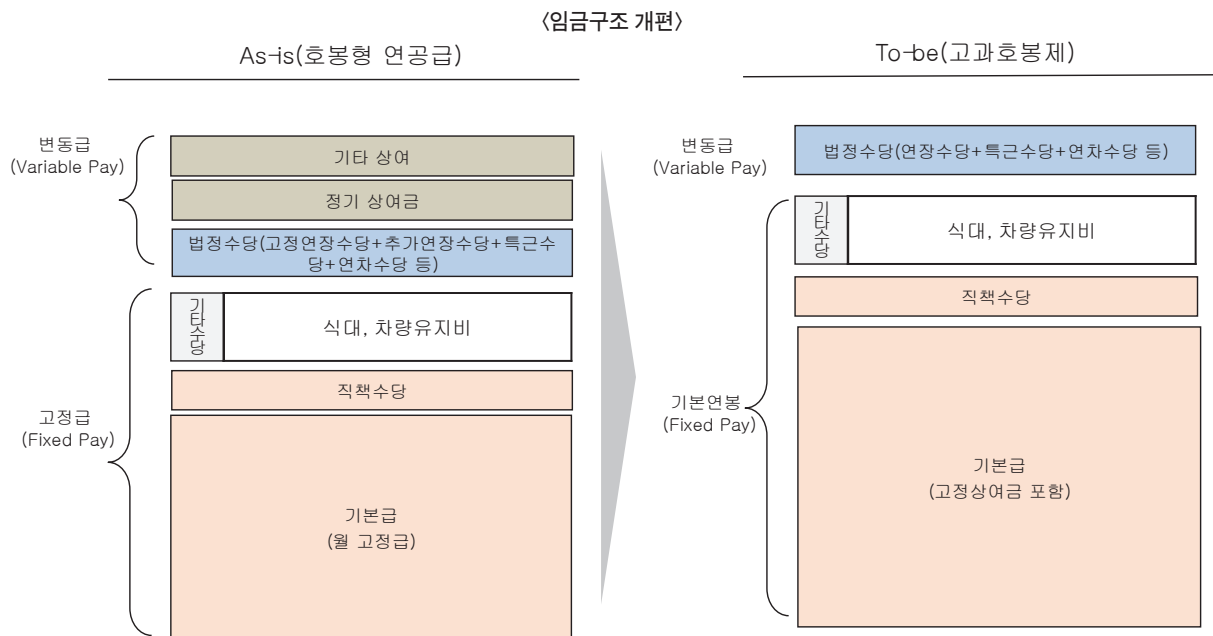 〈임금구조 개편〉
As-is(호봉형 연공급)
변동급
(Variable Pay)
기타 상여
정기 상여금
법정수당(고정연장수당+추가연장수당+특근수
당+연차수당 등)
기타수당
식대, 차량유지비
직책수당
고정급
(Fixed Pay)
기본급
(월 고정급)
To-be(고과호봉제)
변동급
(Variable Pay)
법정수당(연장수당+특근수당+연차수당 등)
기타수당
식대, 차량유지비
직책수당
기본연봉
(Fixed Pay)
기본급
(고정상여금 포함)